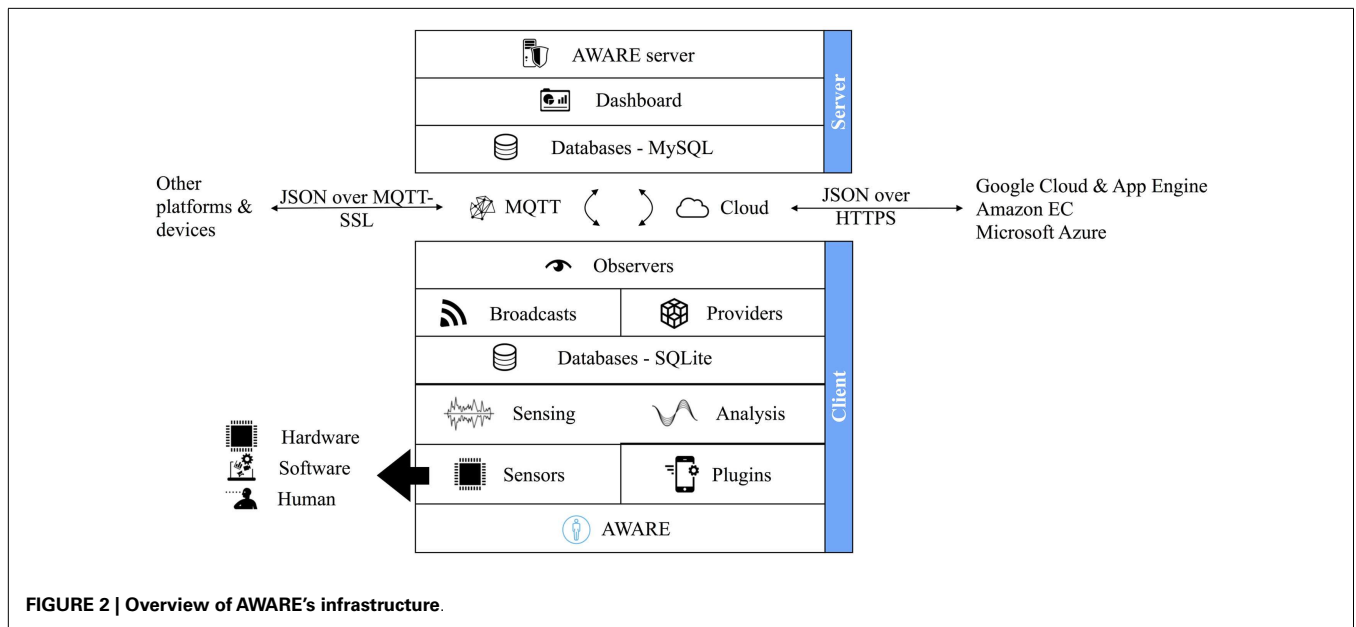 AWARE server
Dashboard
Databases - MySQL
Server
Other
platforms &
devices
JSON over MQTT-
SSL
MQTT
Cloud
JSON over
HTTPS
Google Cloud & App Engine
Amazon EC
Microsoft Azure
Observers
Broadcasts
Providers
Databases - SQLite
Sensing
Analysis
Client
Hardware
Software
Human
Sensors
Plugins
AWARE
FIGURE 2 | Overview of AWARE's infrastructure.